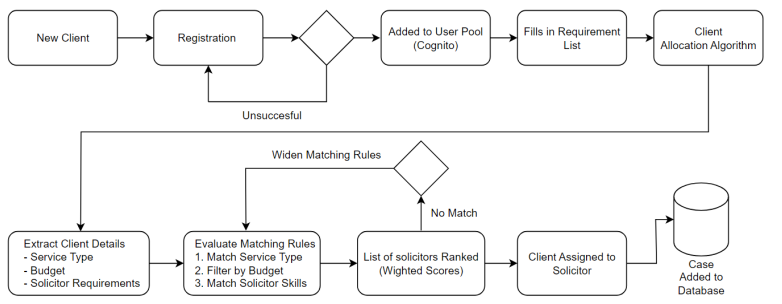 New Client
Registration
Added to User Pool
(Cognito)
Fills in Requirement
List
Client
Allocation Algorithm
Unsuccesful
Widen Matching Rules
No Match
Extract Client Details
- Service Type
- Budget
- Solicitor Requirements
Evaluate Matching Rules
1. Match Service Type
2. Filter by Budget
3. Match Solicitor Skills
List of solicitors Ranked
(Wighted Scores)
Client Assigned to
Solicitor
Case
Added to
Database